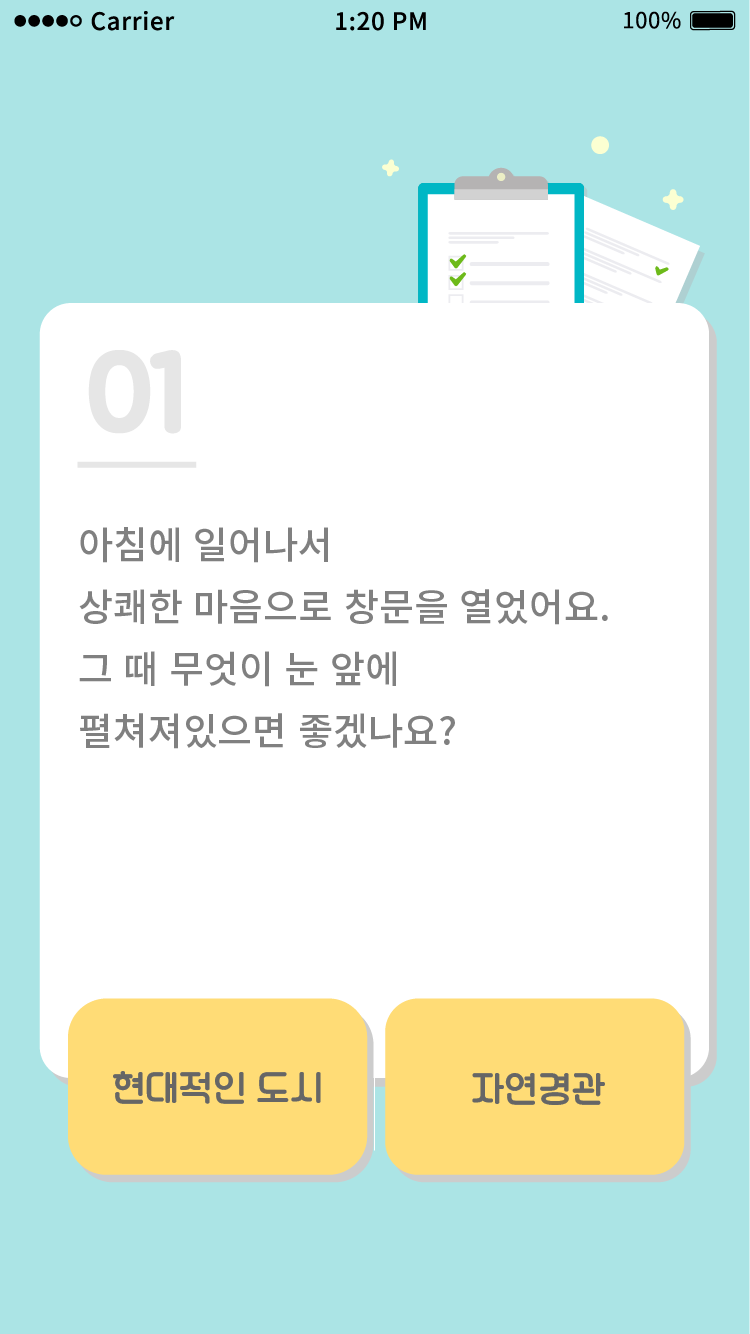 Carrier
1:20 PM
100%
01
아침에 일어나서
상쾌한 마음으로 창문을 열었어요.
그 때 무엇이 눈 앞에
펼쳐져있으면 좋겠나요?
현대적인 도시
자연경관